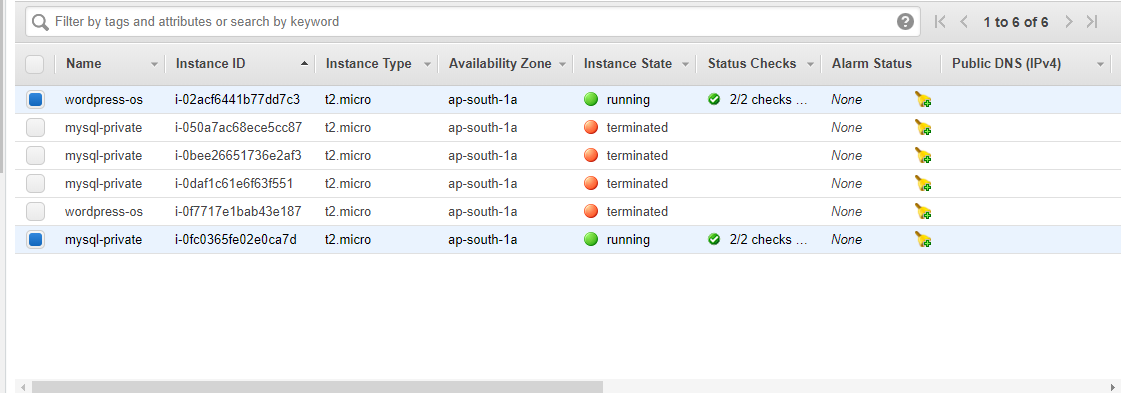 Filter by tags and attributes or search by keyword 1 to 6 of 6
Name Instance ID Instance Type Availability Zone Instance State Status Checks Alarm Status Public DNS (IPv4)
wordpress-os i-02acf6441b77dd7c3 t2.micro ap-south-1a running 2/2 checks ... None
mysql-private i-050a7ac68ece5cc87 t2.micro ap-south-1a terminated None
mysql-private i-0bee26651736e2af3 t2.micro ap-south-1a terminated None
mysql-private i-0daf1c61e6f63f551 t2.micro ap-south-1a terminated None
wordpress-os i-0f7717e1bab43e187 t2.micro ap-south-1a terminated None
mysql-private i-0fc0365fe02e0ca7d t2.micro ap-south-1a running 2/2 checks ... None